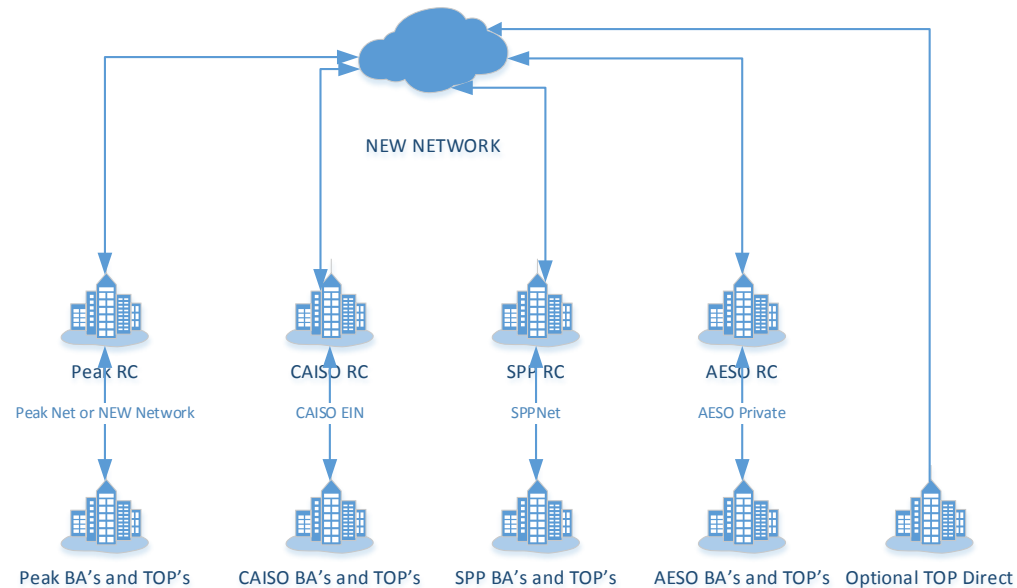 NEW NETWORK
Peak RC
CAISO RC
SPP RC
AESO RC
Peak Net or NEW Network
CAISO EIN
SPPNet
AESO Private
Peak BA's and TOP's
CAISO BA's and TOP's
SPP BA's and TOP's
AESO BA's and TOP's
Optional TOP Direct